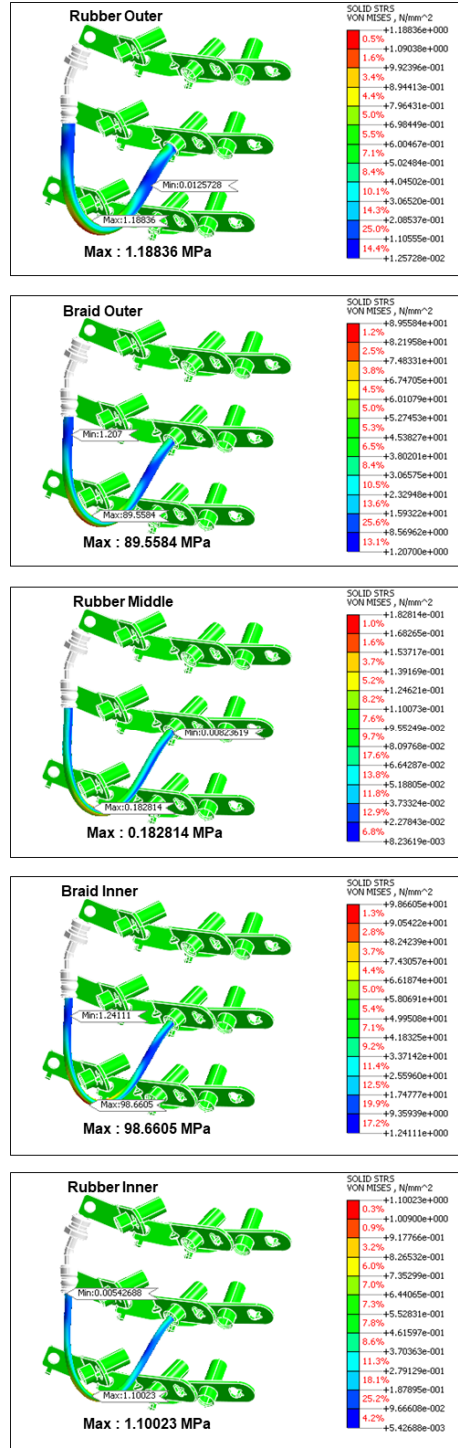 Rubber Outer
SOLID STRS
VON MISES , N/mm^2
+1.18836e+000
0.5%
+1.09038e+000
1.6%
+9.92396e-001
3.4%
+8.94413e-001
4.4%
+7.96431e-001
5.0%
+6.98449e-001
5.5%
+6.00467e-001
7.1%
+5.02484e-001
8.4%
+4.04502e-001
10.1%
+3.06520e-001
14.3%
+2.08537e-001
25.0%
+1.10555e-001
14.4%
+1.25728e-002
Min:0.0125728
Max:1.18836
Max : 1.18836 MPa
Braid Outer
SOLID STRS
VON MISES , N/mm^2
+8.95584e+001
1.2%
+8.21958e+001
2.5%
+7.48331e+001
3.8%
+6.74705e+001
4.5%
+6.01079e+001
5.0%
+5.27453e+001
5.3%
+4.53827e+001
6.5%
+3.80201e+001
8.4%
+3.06575e+001
10.5%
+2.32948e+001
13.6%
+1.59322e+001
25.6%
+8.56962e+000
13.1%
+1.20700e+000
Min:1.207
Max:89.5584
Max : 89.5584 MPa
Rubber Middle
SOLID STRS
VON MISES , N/mm^2
+1.82814e-001
1.0%
+1.68265e-001
1.6%
+1.53717e-001
3.7%
+1.39169e-001
5.2%
+1.24621e-001
8.2%
+1.10073e-001
7.6%
+9.55249e-002
9.7%
+8.09768e-002
17.6%
+6.64287e-002
13.8%
+5.18805e-002
11.8%
+3.73324e-002
12.9%
+2.27843e-002
6.8%
+8.23619e-003
Min:0.00823619
Max:0.182814
Max : 0.182814 MPa
Braid Inner
SOLID STRS
VON MISES , N/mm^2
+9.86605e+001
1.3%
+9.05422e+001
2.8%
+8.24239e+001
3.7%
+7.43057e+001
4.4%
+6.61874e+001
5.0%
+5.80691e+001
5.4%
+4.99508e+001
7.1%
+4.18325e+001
9.2%
+3.37142e+001
11.4%
+2.55960e+001
12.5%
+1.74777e+001
19.9%
+9.35939e+000
17.2%
+1.24111e+000
Min:1.24111
Max:98.6605
Max : 98.6605 MPa
Rubber Inner
SOLID STRS
VON MISES , N/mm^2
+1.10023e+000
0.3%
+1.00900e+000
0.9%
+9.17766e-001
3.2%
+8.26532e-001
6.0%
+7.35299e-001
7.0%
+6.44065e-001
7.3%
+5.52831e-001
7.8%
+4.61597e-001
8.6%
+3.70363e-001
11.3%
+2.79129e-001
18.1%
+1.87895e-001
25.2%
+9.66608e-002
4.2%
+5.42688e-003
Min:0.00542688
Max:1.10023
Max : 1.10023 MPa